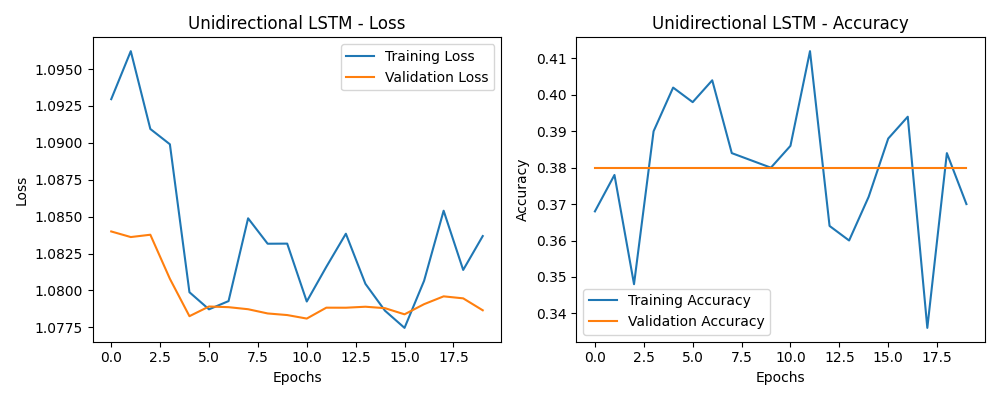 Unidirectional LSTM - Loss
Training Loss
Validation Loss
1.0950
1.0925
1.0900
1.0875
1.0850
1.0825
1.0800
1.0775
Loss
0.0 2.5 5.0 7.5 10.0 12.5 15.0 17.5
Epochs
Unidirectional LSTM - Accuracy
0.41
0.40
0.39
0.38
0.37
0.36
0.35
0.34
Accuracy
Training Accuracy
Validation Accuracy
0.0 2.5 5.0 7.5 10.0 12.5 15.0 17.5
Epochs